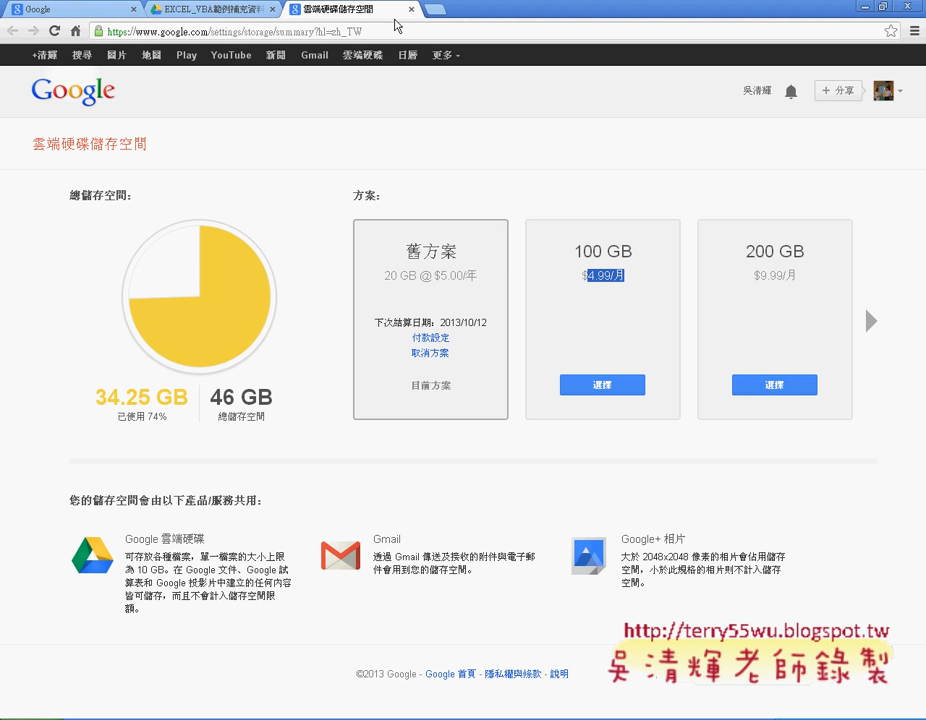 Google
EXCEL_VBA範例補充資料
雲端硬碟儲存空間
https://www.google.com/settings/storage/summary?hl=zh_TW
+清輝 搜尋 圖片 地圖 Play YouTube 新聞 Gmail 雲端硬碟 日曆 更多
Google
吳清輝
+ 分享
雲端硬碟儲存空間
總儲存空間:
方案:
舊方案
20 GB @ $5.00/年
下次結算日期: 2013/10/12
付款設定
取消方案
目前方案
100 GB
$4.99/月
選擇
200 GB
$9.99/月
選擇
34.25 GB
已使用 74%
46 GB
總儲存空間
您的儲存空間會由以下產品/服務共用:
Google 雲端硬碟
可存放各種檔案，單一檔案的大小上限
為 10 GB。在 Google 文件、Google 試
算表和 Google 投影片中建立的任何內容
皆可儲存，而且不會計入儲存空間限
額。
Gmail
透過 Gmail 傳送及接收的附件與電子郵
件會用到您的儲存空間。
Google+ 相片
大於 2048x2048 像素的相片會佔用儲存
空間，小於此規格的相片則不計入儲存
空間。
http://terry55wu.blogspot.tw
吳清輝老師錄製
©2013 Google - Google 首頁 - 隱私權與條款 - 說明